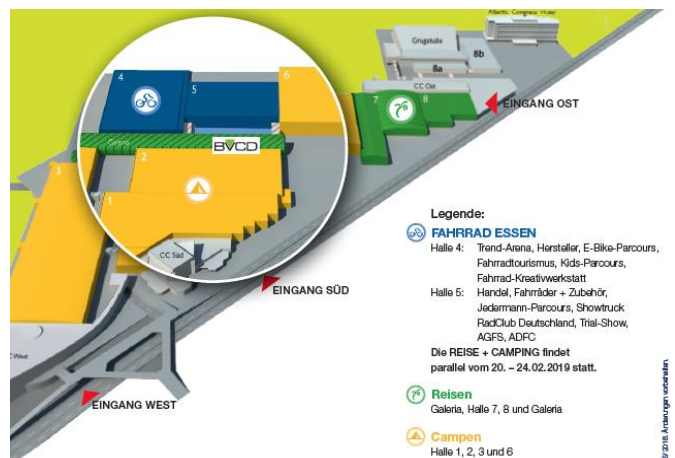 Atlantic Congress Hotel
Grugahalle
8b
8a
CC Ost
EINGANG OST
4
5
6
7
8
Galeria
BVCD
3
2
1
CC Süd
EINGANG SÜD
West
EINGANG WEST
Legende:
FAHRRAD ESSEN
Halle 4: Trend-Arena, Hersteller, E-Bike-Parcours,
Fahrradtourismus, Kids-Parcours,
Fahrrad-Kreativwerkstatt
Halle 5: Handel, Fahrräder + Zubehör,
Jedermann-Parcours, Showtruck
RadClub Deutschland, Trial-Show,
AGFS, ADFC
Die REISE + CAMPING findet
parallel vom 20. – 24.02.2019 statt.
Reisen
Galeria, Halle 7, 8 und Galeria
Campen
Halle 1, 2, 3 und 6
/2018, Änderungen vorbehalten.